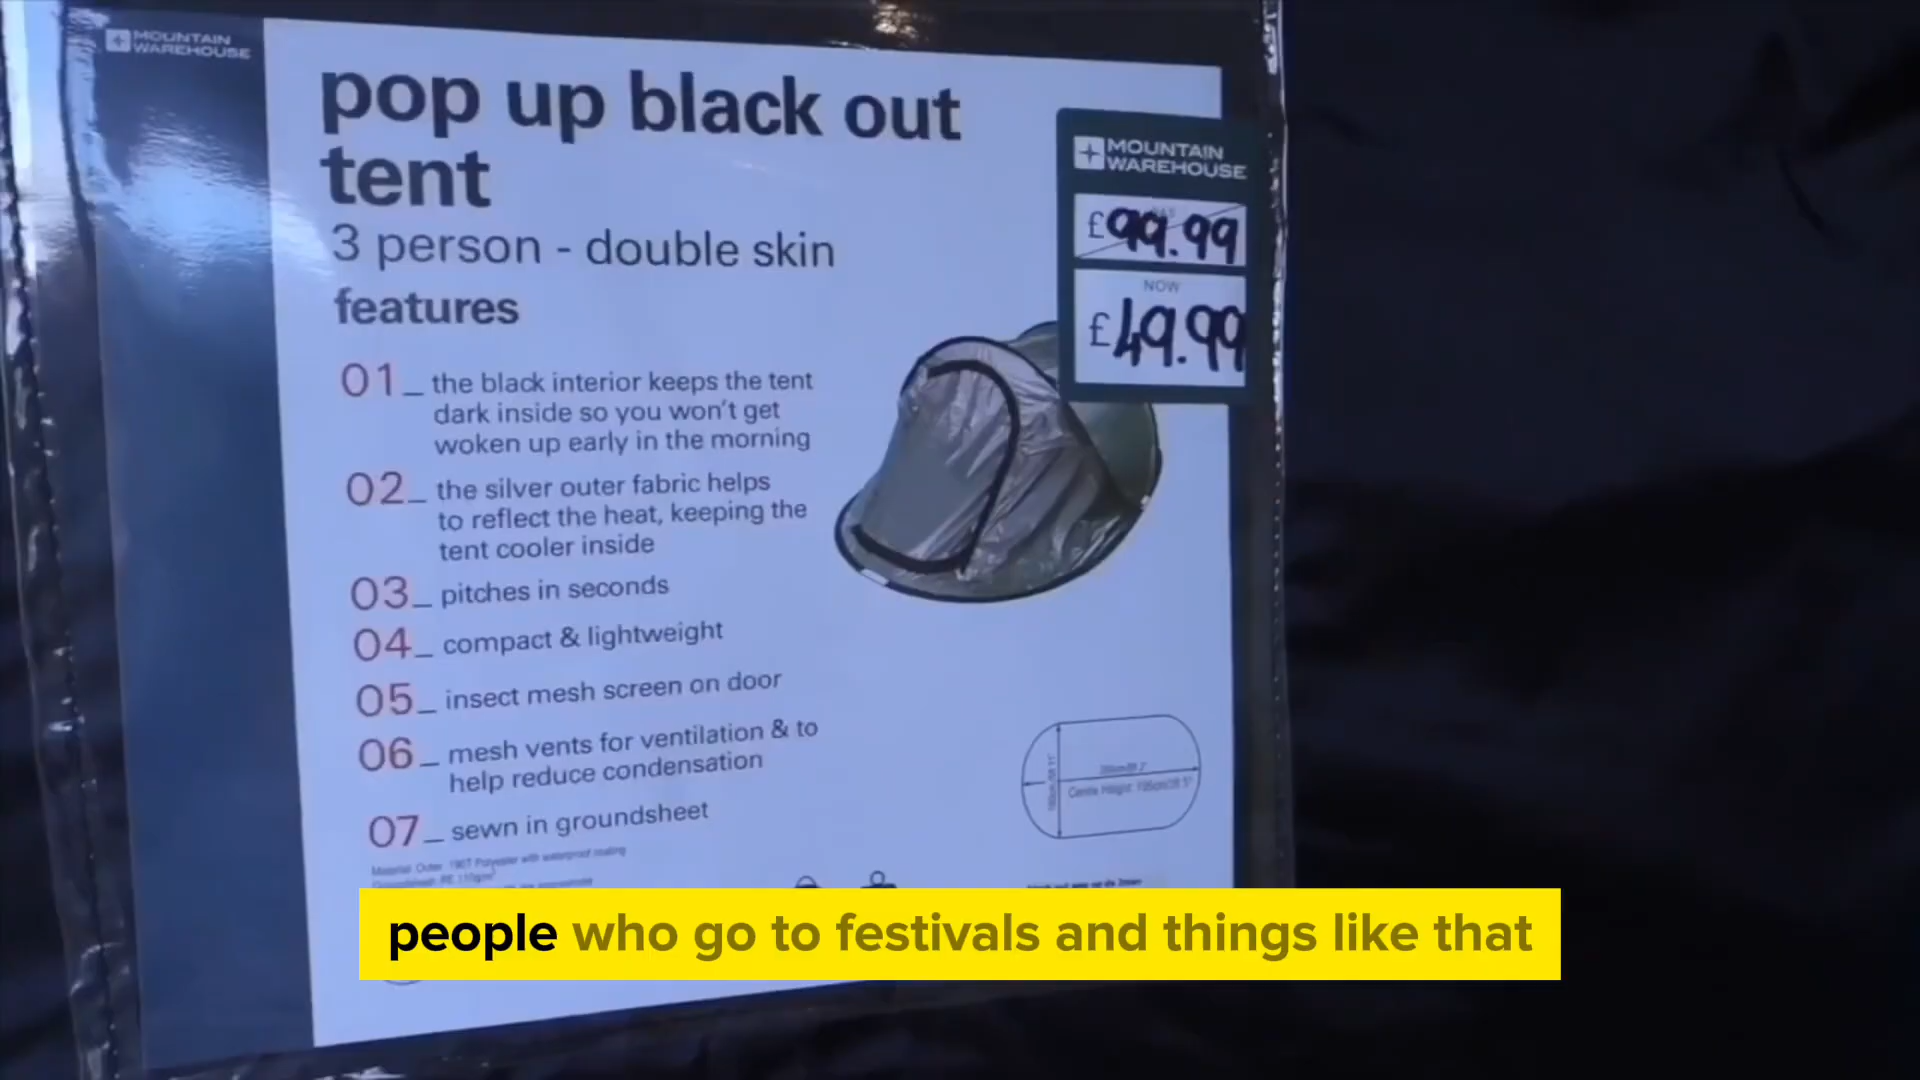 MOUNTAIN
WAREHOUSE
pop up black out
tent
3 person - double skin
features
01_ the black interior keeps the tent
dark inside so you won't get
woken up early in the morning
02_ the silver outer fabric helps
to reflect the heat, keeping the
tent cooler inside
03_ pitches in seconds
04_ compact & lightweight
05_ insect mesh screen on door
06_ mesh vents for ventilation & to
help reduce condensation
07_ sewn in groundsheet
MOUNTAIN
WAREHOUSE
£99.99
NOW
£49.99
people who go to festivals and things like that